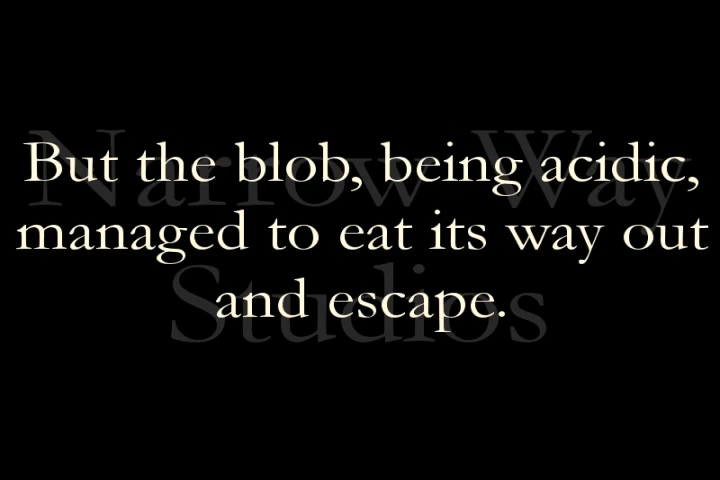 But the blob, being acidic,
managed to eat its way out
and escape.
Narrow Way
Studios